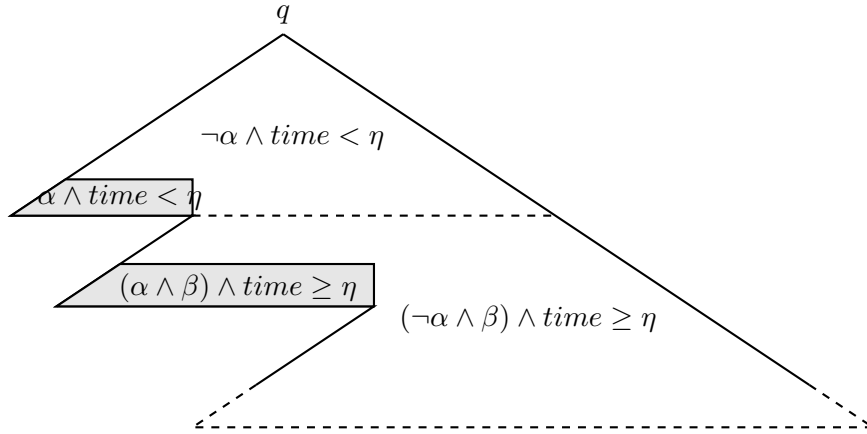 q
¬α ∧ time < η
α ∧ time < η
(α ∧ β) ∧ time ≥ η
(¬α ∧ β) ∧ time ≥ η